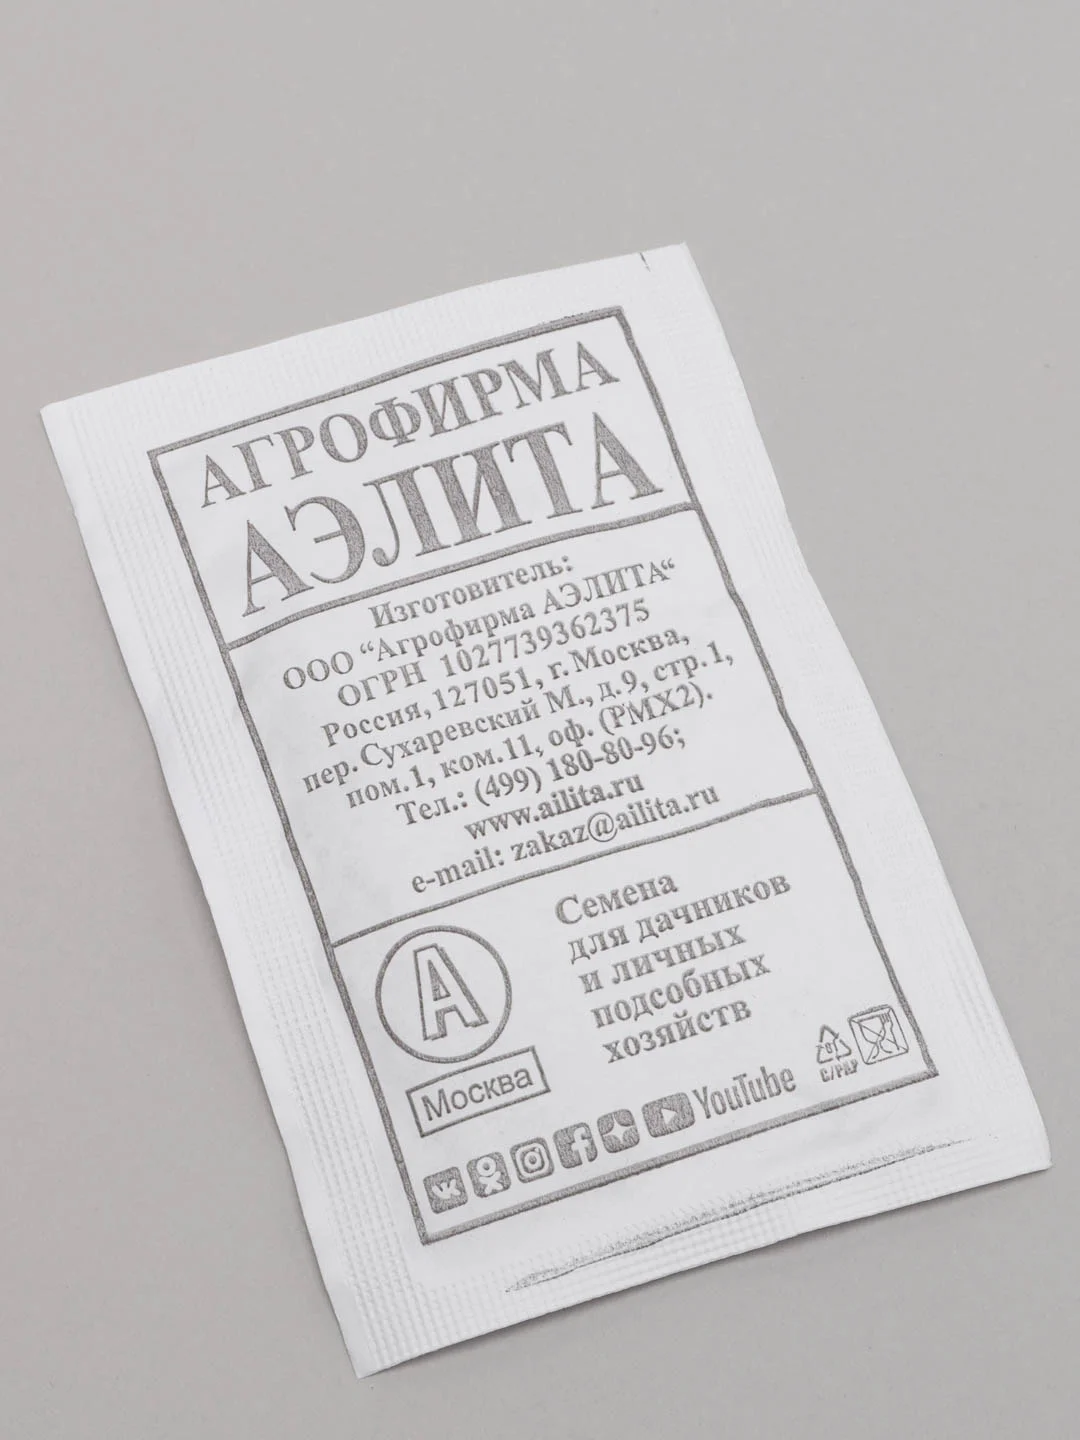 АГРОФИРМА
АЭЛИТА
Изготовитель:
ООО “Агрофирма АЭЛИТА“
ОГРН 1027739362375
Россия, 127051, г. Москва,
пер. Сухаревский М., д. 9, стр. 1,
пом. 1, ком. 11, оф. (РМХ2).
Тел.: (499) 180-80-96;
www.ailita.ru
e-mail: zakaz@ailita.ru
Семена
для дачников
и личных
подсобных
хозяйств
А
Москва
YouTube
81
C/PAP